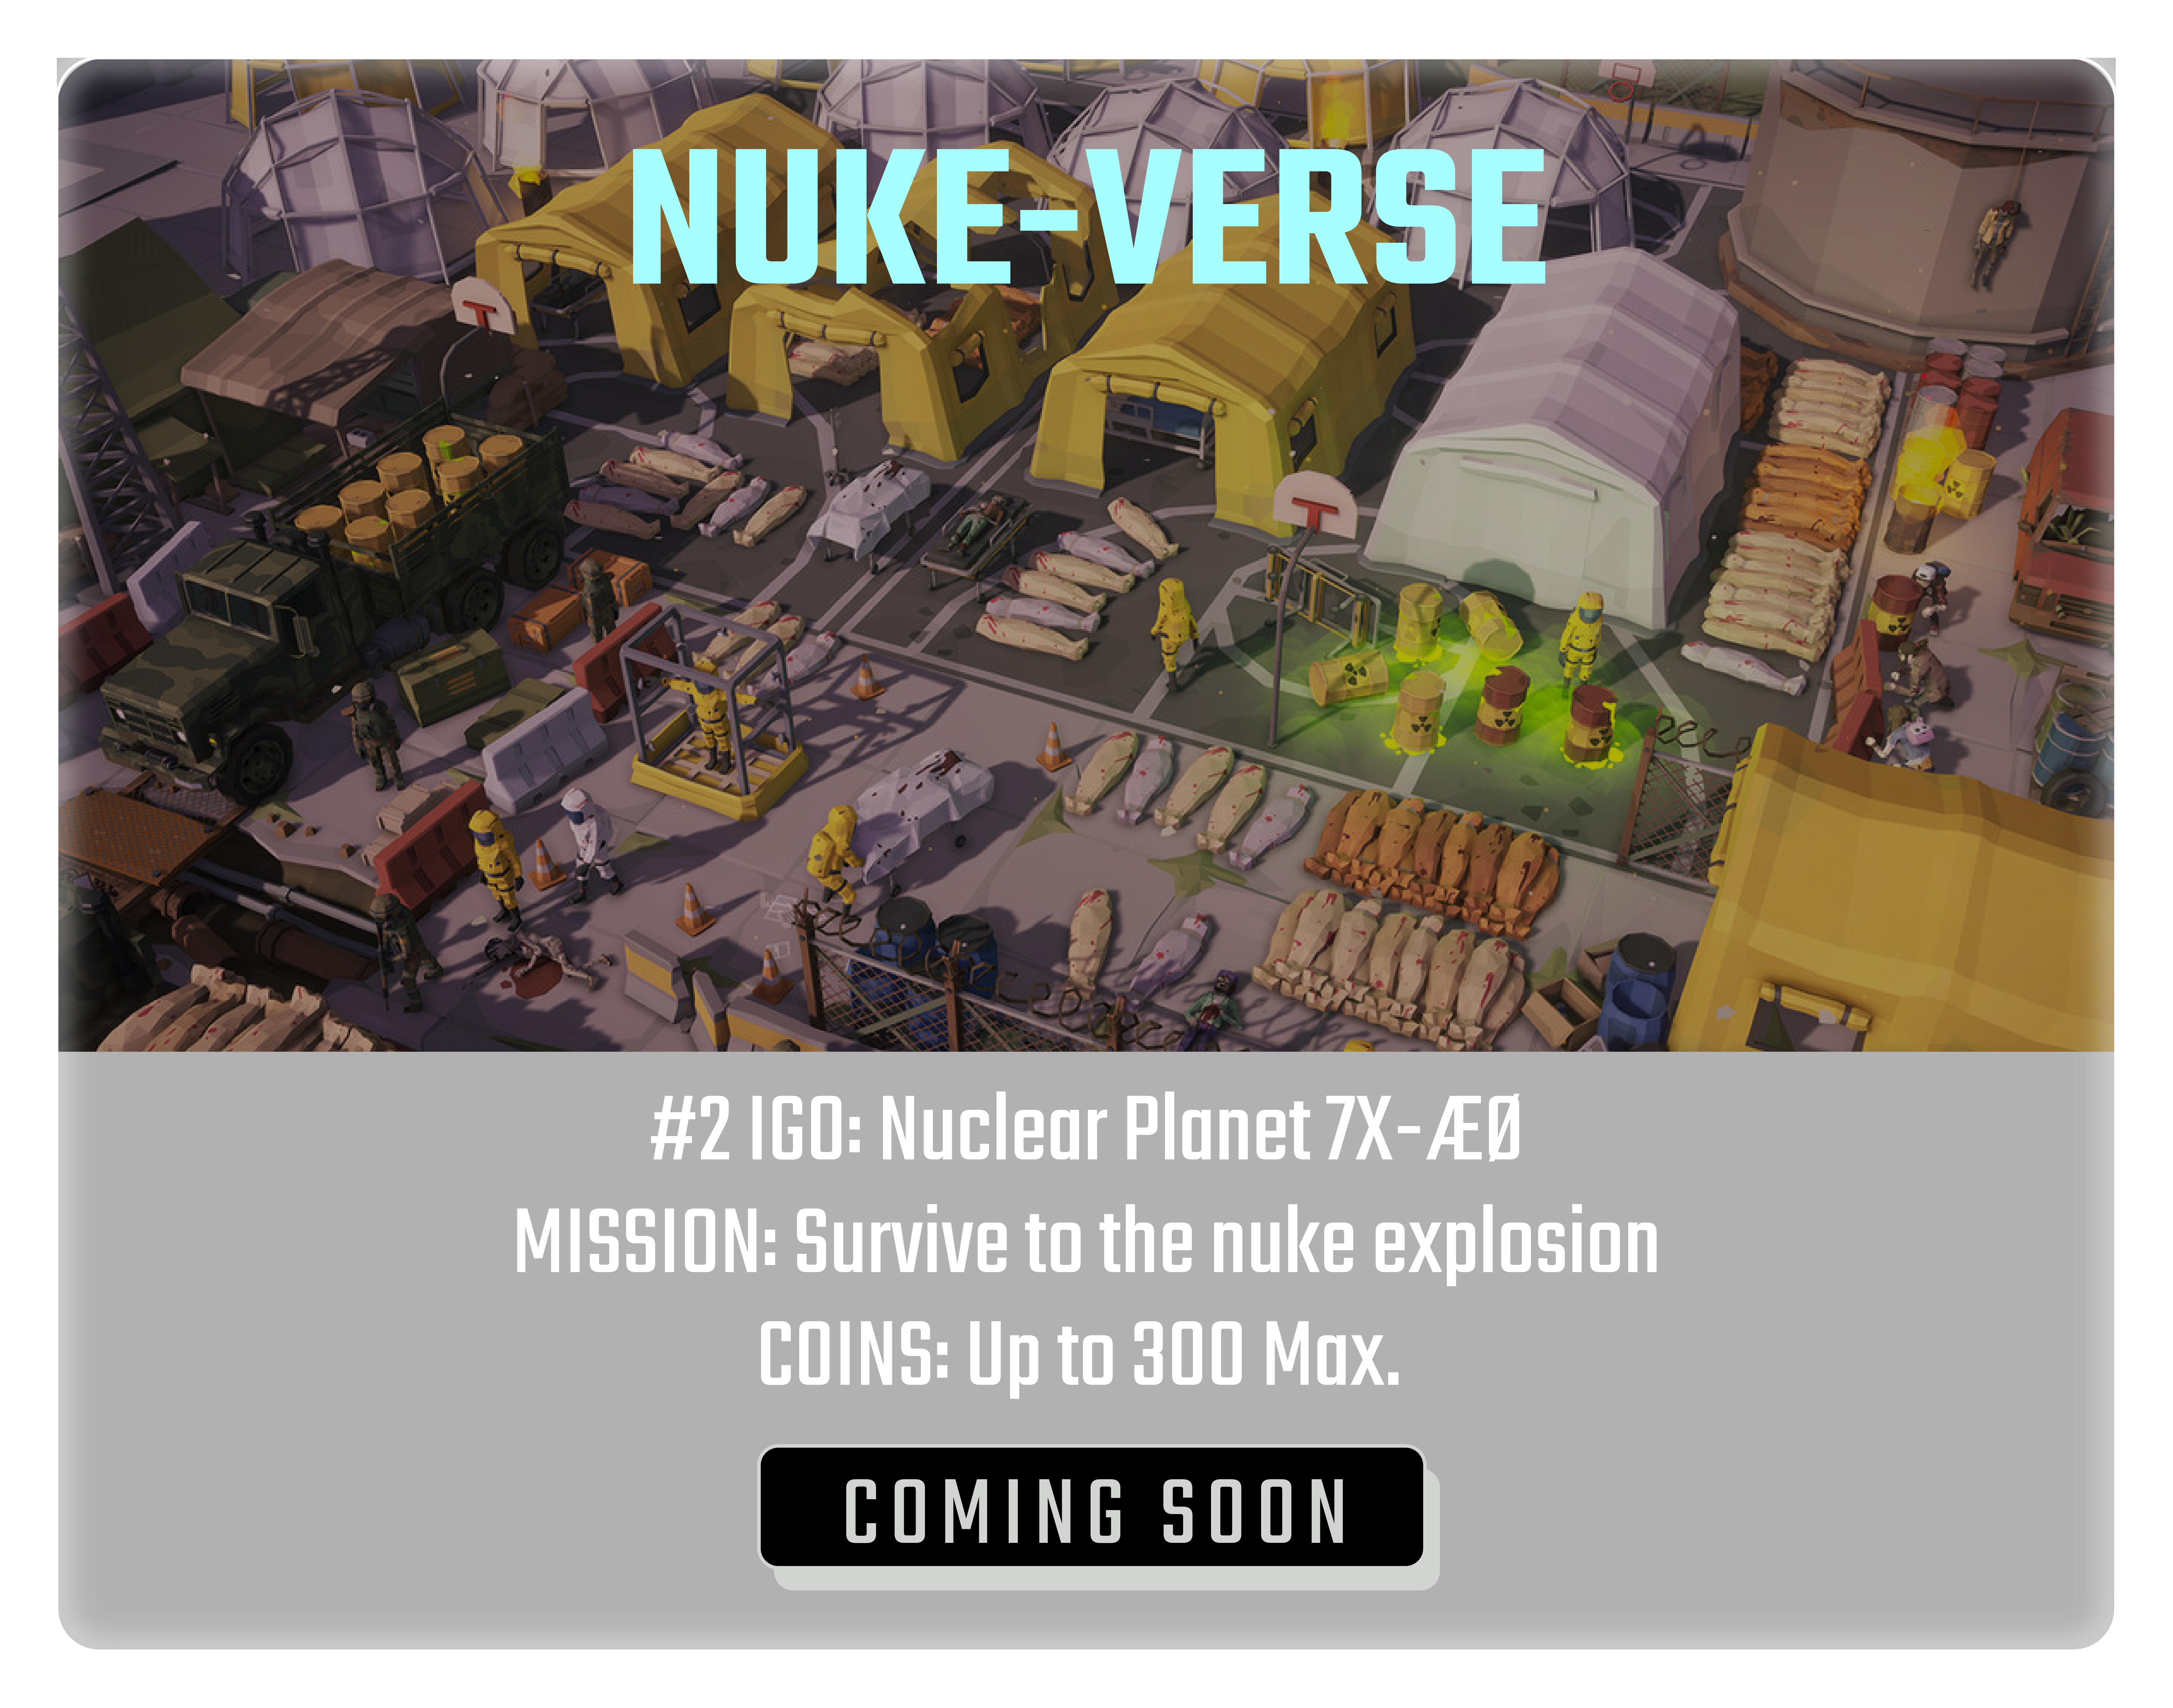 NUKE-VERSE
#2 IGO: Nuclear Planet 7X-ÆØ
MISSION: Survive to the nuke explosion
COINS: Up to 300 Max.
COMING SOON